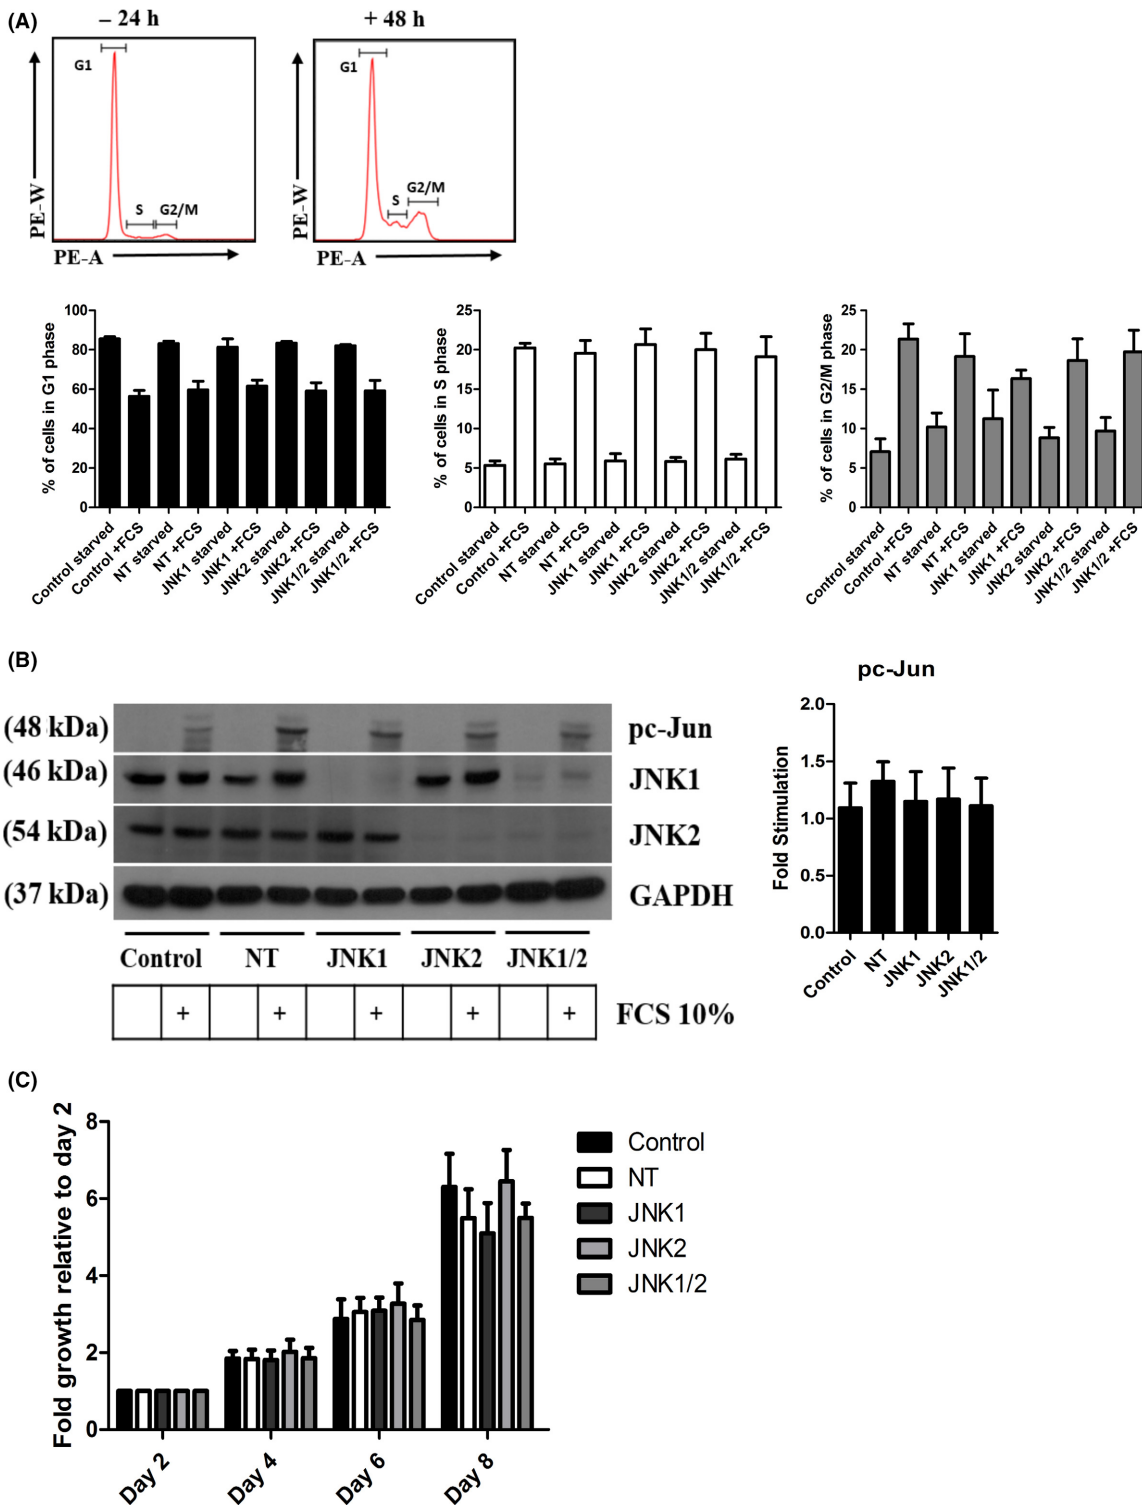 (A)
– 24 h
+ 48 h
G1
S
G2/M
PE-W
PE-A
G1
S
G2/M
PE-W
PE-A
% of cells in G1 phase
100
80
60
40
20
0
Control starved
Control +FCS
NT starved
NT +FCS
JNK1 starved
JNK1 +FCS
JNK2 starved
JNK2 +FCS
JNK1/2 starved
JNK1/2 +FCS
% of cells in S phase
25
20
15
10
5
0
Control starved
Control +FCS
NT starved
NT +FCS
JNK1 starved
JNK1 +FCS
JNK2 starved
JNK2 +FCS
JNK1/2 starved
JNK1/2 +FCS
% of cells in G2/M phase
25
20
15
10
5
0
Control starved
Control +FCS
NT starved
NT +FCS
JNK1 starved
JNK1 +FCS
JNK2 starved
JNK2 +FCS
JNK1/2 starved
JNK1/2 +FCS
(B)
(48 kDa) pc-Jun
(46 kDa) JNK1
(54 kDa) JNK2
(37 kDa) GAPDH
Control NT JNK1 JNK2 JNK1/2
+ + + + + FCS 10%
pc-Jun
Fold Stimulation
2.0
1.5
1.0
0.5
0.0
Control
NT
JNK1
JNK2
JNK1/2
(C)
Fold growth relative to day 2
8
6
4
2
0
Day 2
Day 4
Day 6
Day 8
Control
NT
JNK1
JNK2
JNK1/2